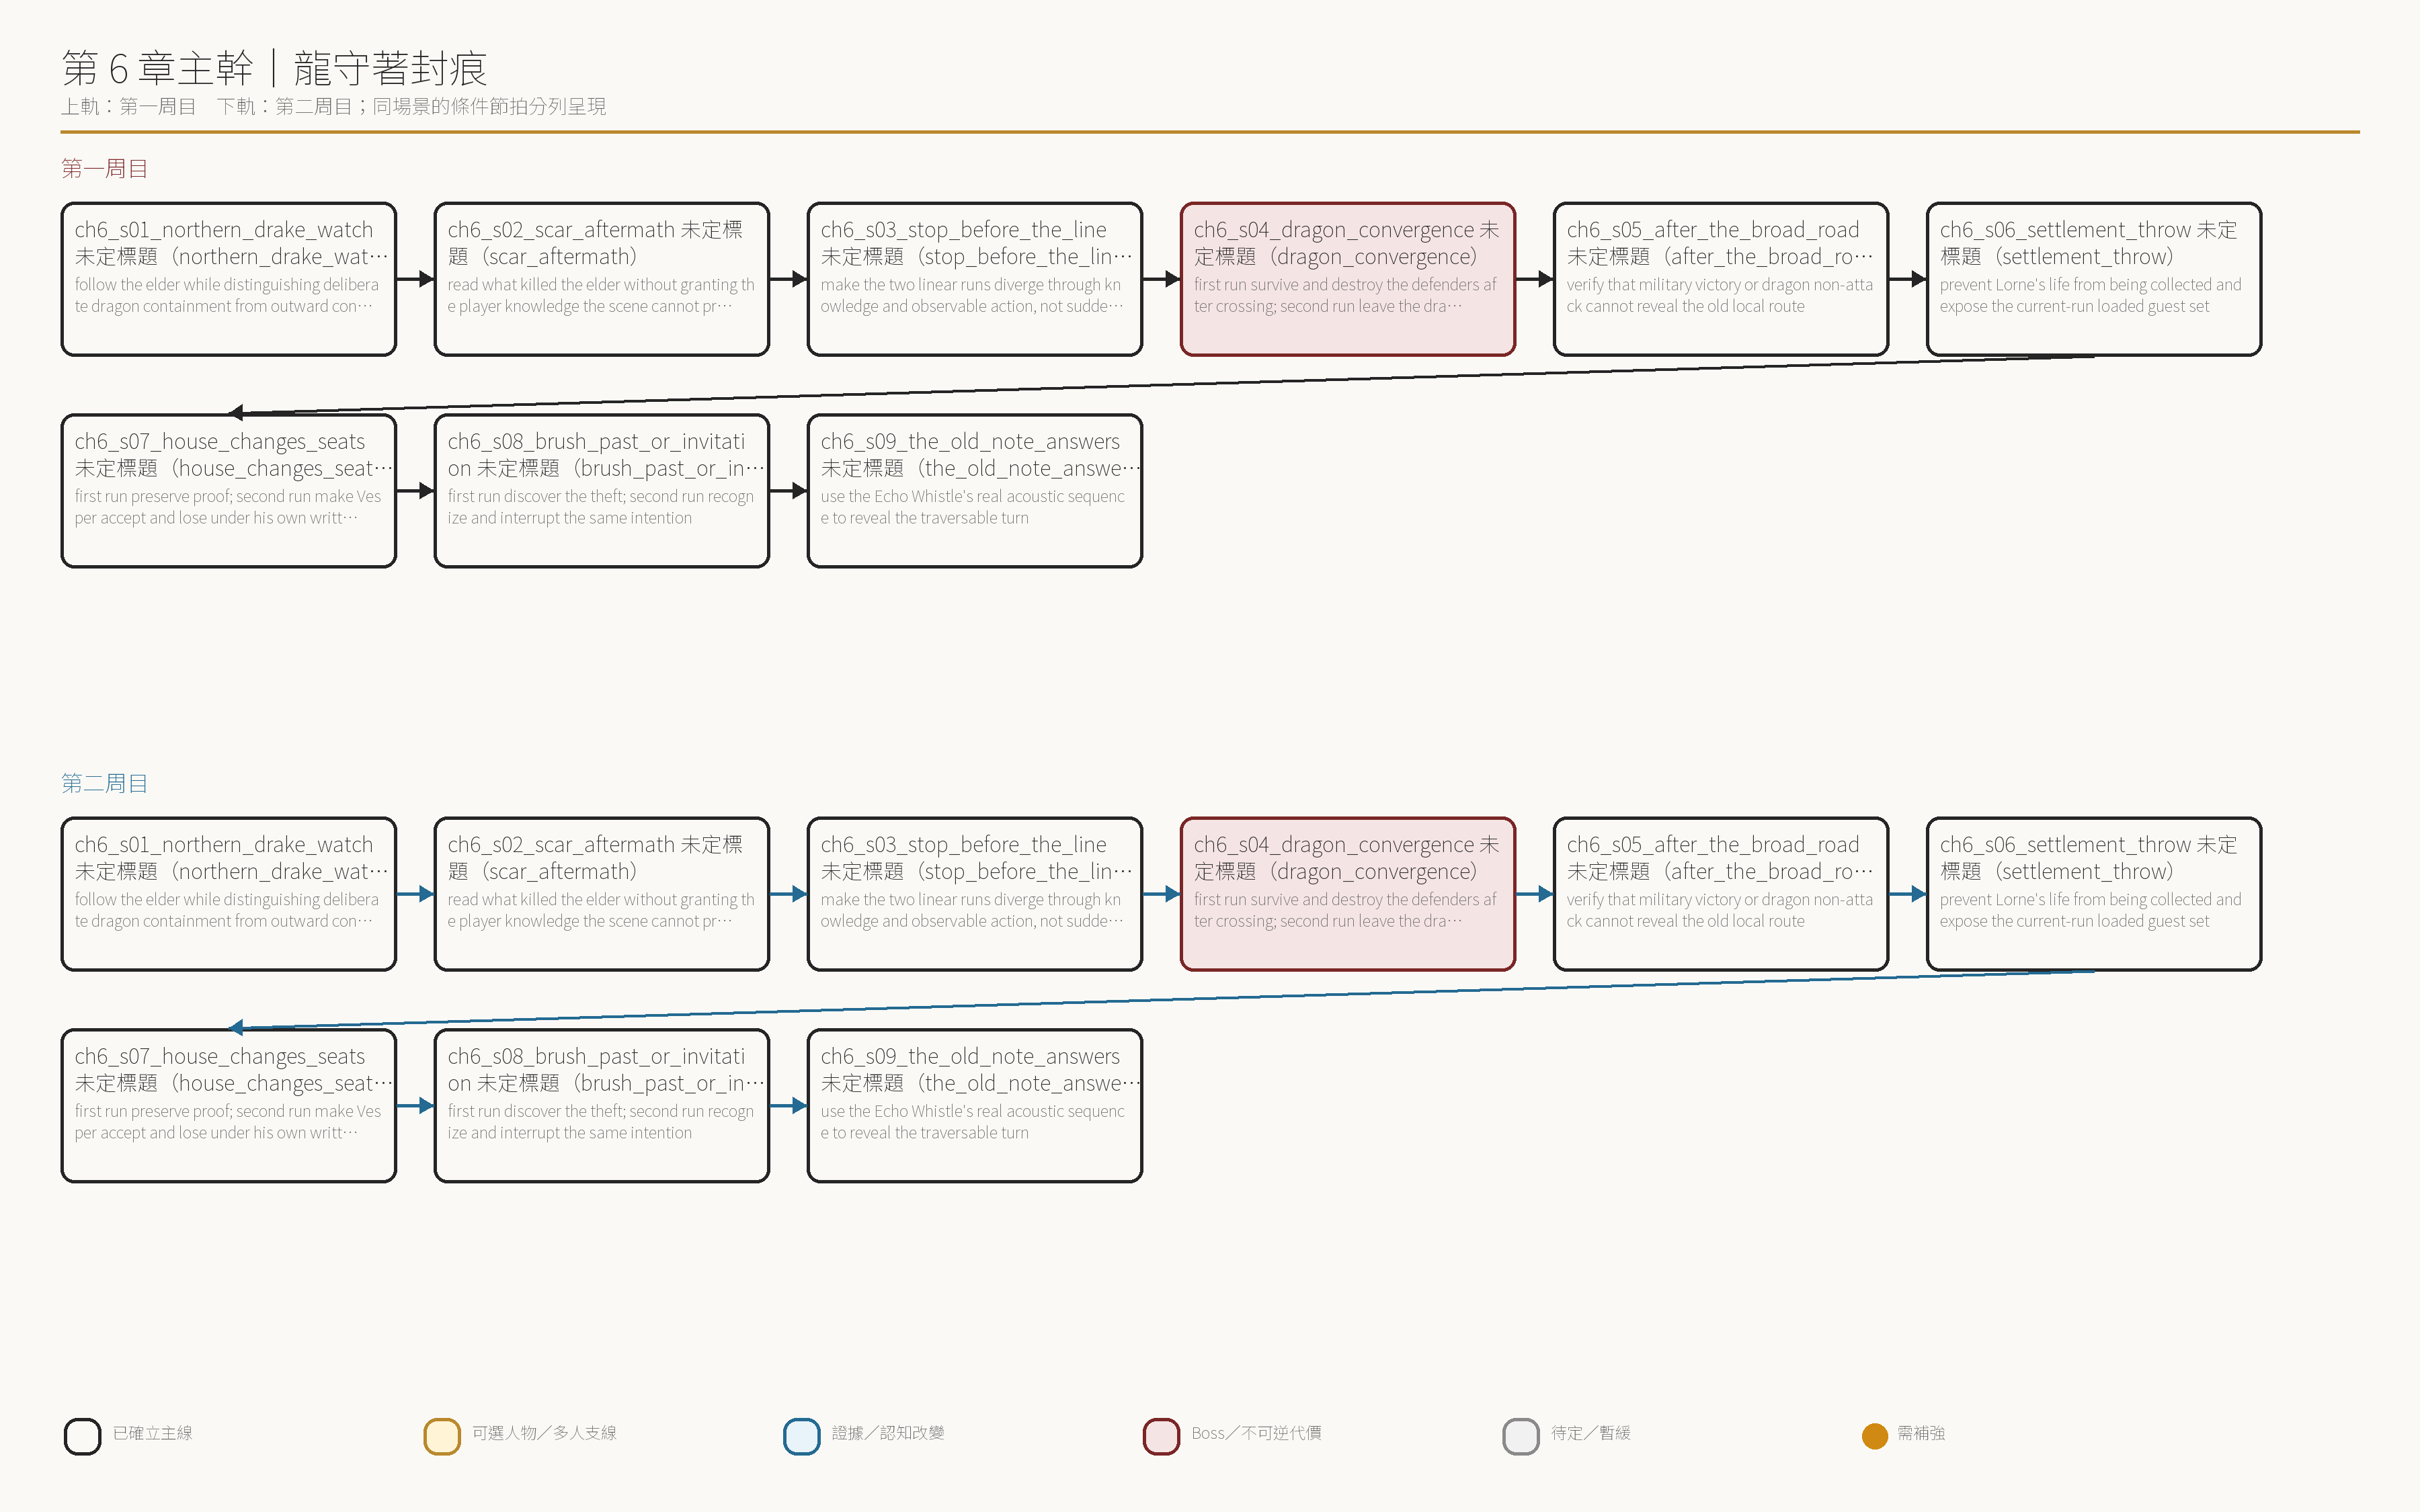 第 6 章主幹｜龍守著封痕
上軌：第一周目　下軌：第二周目；同場景的條件節拍分列呈現
第一周目
ch6_s01_northern_drake_watch
未定標題（northern_drake_wat…
follow the elder while distinguishing delibera
te dragon containment from outward con…
ch6_s02_scar_aftermath 未定標
題（scar_aftermath）
read what killed the elder without granting th
e player knowledge the scene cannot pr…
ch6_s03_stop_before_the_line
未定標題（stop_before_the_lin…
make the two linear runs diverge through kn
owledge and observable action, not sudde…
ch6_s04_dragon_convergence 未
定標題（dragon_convergence）
first run survive and destroy the defenders af
ter crossing; second run leave the dra…
ch6_s05_after_the_broad_road
未定標題（after_the_broad_ro…
verify that military victory or dragon non-atta
ck cannot reveal the old local route
ch6_s06_settlement_throw 未定
標題（settlement_throw）
prevent Lorne's life from being collected and
expose the current-run loaded guest set
ch6_s07_house_changes_seats
未定標題（house_changes_seat…
first run preserve proof; second run make Ves
per accept and lose under his own writt…
ch6_s08_brush_past_or_invitati
on 未定標題（brush_past_or_in…
first run discover the theft; second run recogn
ize and interrupt the same intention
ch6_s09_the_old_note_answers
未定標題（the_old_note_answe…
use the Echo Whistle's real acoustic sequenc
e to reveal the traversable turn
第二周目
ch6_s01_northern_drake_watch
未定標題（northern_drake_wat…
follow the elder while distinguishing delibera
te dragon containment from outward con…
ch6_s02_scar_aftermath 未定標
題（scar_aftermath）
read what killed the elder without granting th
e player knowledge the scene cannot pr…
ch6_s03_stop_before_the_line
未定標題（stop_before_the_lin…
make the two linear runs diverge through kn
owledge and observable action, not sudde…
ch6_s04_dragon_convergence 未
定標題（dragon_convergence）
first run survive and destroy the defenders af
ter crossing; second run leave the dra…
ch6_s05_after_the_broad_road
未定標題（after_the_broad_ro…
verify that military victory or dragon non-atta
ck cannot reveal the old local route
ch6_s06_settlement_throw 未定
標題（settlement_throw）
prevent Lorne's life from being collected and
expose the current-run loaded guest set
ch6_s07_house_changes_seats
未定標題（house_changes_seat…
first run preserve proof; second run make Ves
per accept and lose under his own writt…
ch6_s08_brush_past_or_invitati
on 未定標題（brush_past_or_in…
first run discover the theft; second run recogn
ize and interrupt the same intention
ch6_s09_the_old_note_answers
未定標題（the_old_note_answe…
use the Echo Whistle's real acoustic sequenc
e to reveal the traversable turn
已確立主線
可選人物／多人支線
證據／認知改變
Boss／不可逆代價
待定／暫緩
需補強